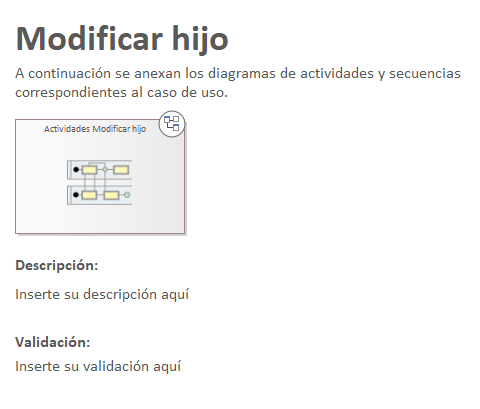 Modificar hijo
A continuación se anexan los diagramas de actividades y secuencias
correspondientes al caso de uso.
Actividades Modificar hijo
Descripción:
Inserte su descripción aquí
Validación:
Inserte su validación aquí